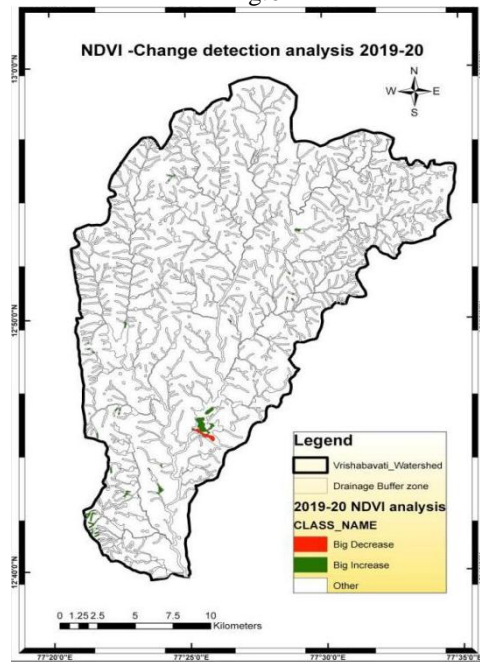 NDVI -Change detection analysis 2019-20
N
W E
S
13°0'0"N
12°50'0"N
12°40'0"N
Legend
Vrishabavati_Watershed
Drainage Buffer zone
2019-20 NDVI analysis
CLASS_NAME
Big Decrease
Big Increase
Other
0 1.25 2.5 5 7.5 10
Kilometers
77°20'0"E 77°25'0"E 77°30'0"E 77°35'0"E